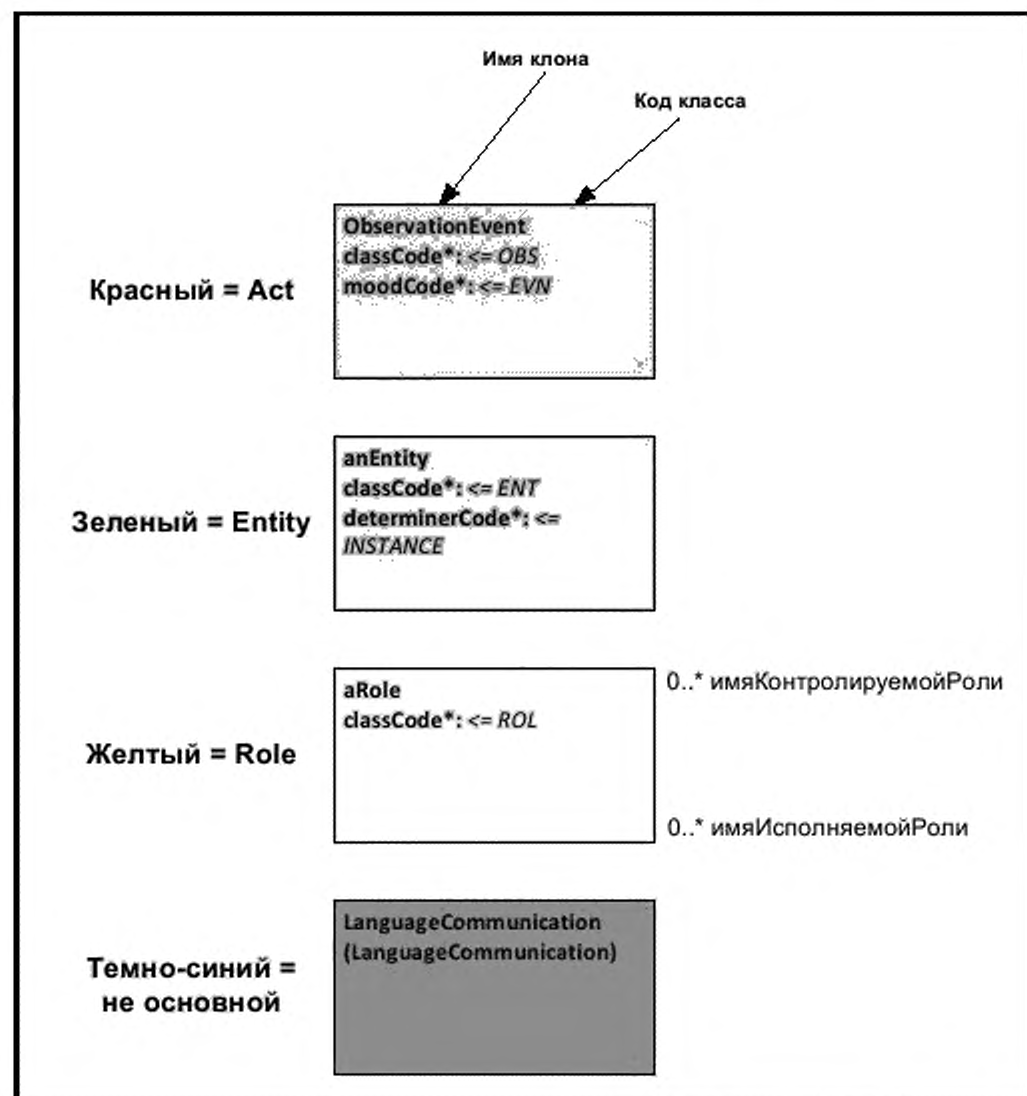 Имя клона
Код класса
Красный = Act
ObservationEvent
classCode*: <= OBS
moodCode*: <= EVN
Зеленый = Entity
anEntity
classCode*: <= ENT
determinerCode*: <=
INSTANCE
Желтый = Role
aRole
classCode*: <= ROL
0..* имяКонтролируемойРоли
0..* имяИсполняемойРоли
Темно-синий =
не основной
LanguageCommunication
(LanguageCommunication)